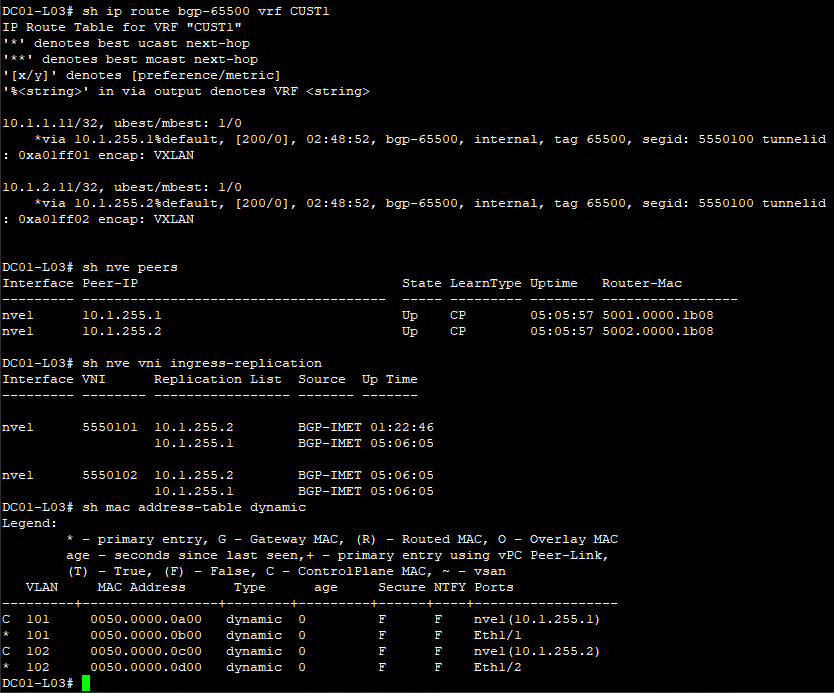 DC01-L03# sh ip route bgp-65500 vrf CUST1
IP Route Table for VRF "CUST1"
'*' denotes best ucast next-hop
'**' denotes best mcast next-hop
'[x/y]' denotes [preference/metric]
'%<string>' in via output denotes VRF <string>

10.1.1.11/32, ubest/mbest: 1/0
    *via 10.1.255.1%default, [200/0], 02:48:52, bgp-65500, internal, tag 65500, segid: 5550100 tunnelid
: 0xa01ff01 encap: VXLAN

10.1.2.11/32, ubest/mbest: 1/0
    *via 10.1.255.2%default, [200/0], 02:48:52, bgp-65500, internal, tag 65500, segid: 5550100 tunnelid
: 0xa01ff02 encap: VXLAN


DC01-L03# sh nve peers
Interface Peer-IP                                 State LearnType Uptime   Router-Mac
--------- --------------------------------------  ----- --------- -------- -----------------
nve1      10.1.255.1                              Up    CP        05:05:57 5001.0000.1b08
nve1      10.1.255.2                              Up    CP        05:05:57 5002.0000.1b08

DC01-L03# sh nve vni ingress-replication
Interface VNI      Replication List  Source  Up Time
--------- -------- ----------------- ------- -------

nve1      5550101  10.1.255.2        BGP-IMET 01:22:46
                   10.1.255.1        BGP-IMET 05:06:05

nve1      5550102  10.1.255.2        BGP-IMET 05:06:05
                   10.1.255.1        BGP-IMET 05:06:05
DC01-L03# sh mac address-table dynamic
Legend:
        * - primary entry, G - Gateway MAC, (R) - Routed MAC, O - Overlay MAC
        age - seconds since last seen,+ - primary entry using vPC Peer-Link,
        (T) - True, (F) - False, C - ControlPlane MAC, ~ - vsan
   VLAN     MAC Address      Type      age     Secure NTFY Ports
---------+-----------------+--------+---------+------+----+------------------
C  101     0050.0000.0a00   dynamic  0         F      F    nve1(10.1.255.1)
*  101     0050.0000.0b00   dynamic  0         F      F    Eth1/1
C  102     0050.0000.0c00   dynamic  0         F      F    nve1(10.1.255.2)
*  102     0050.0000.0d00   dynamic  0         F      F    Eth1/2
DC01-L03#